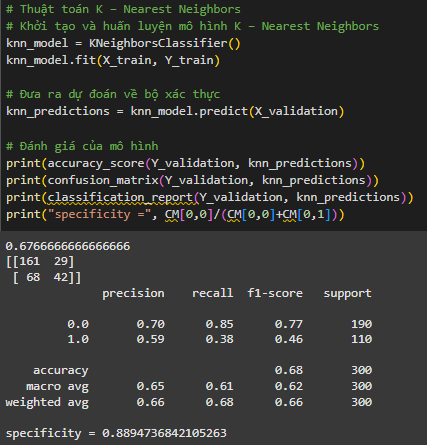 # Thuật toán K – Nearest Neighbors
# Khởi tạo và huấn luyện mô hình K – Nearest Neighbors
knn_model = KNeighborsClassifier()
knn_model.fit(X_train, Y_train)
# Đưa ra dự đoán về bộ xác thực
knn_predictions = knn_model.predict(X_validation)
# Đánh giá của mô hình
print(accuracy_score(Y_validation, knn_predictions))
print(confusion_matrix(Y_validation, knn_predictions))
print(classification_report(Y_validation, knn_predictions))
print("specificity =", CM[0,0]/(CM[0,0]+CM[0,1]))
0.6766666666666666
[[161  29]
 [ 68  42]]
              precision    recall  f1-score   support
         0.0       0.70      0.85      0.77       190
         1.0       0.59      0.38      0.46       110
    accuracy                           0.68       300
   macro avg       0.65      0.61      0.62       300
weighted avg       0.66      0.68      0.66       300
specificity = 0.8894736842105263